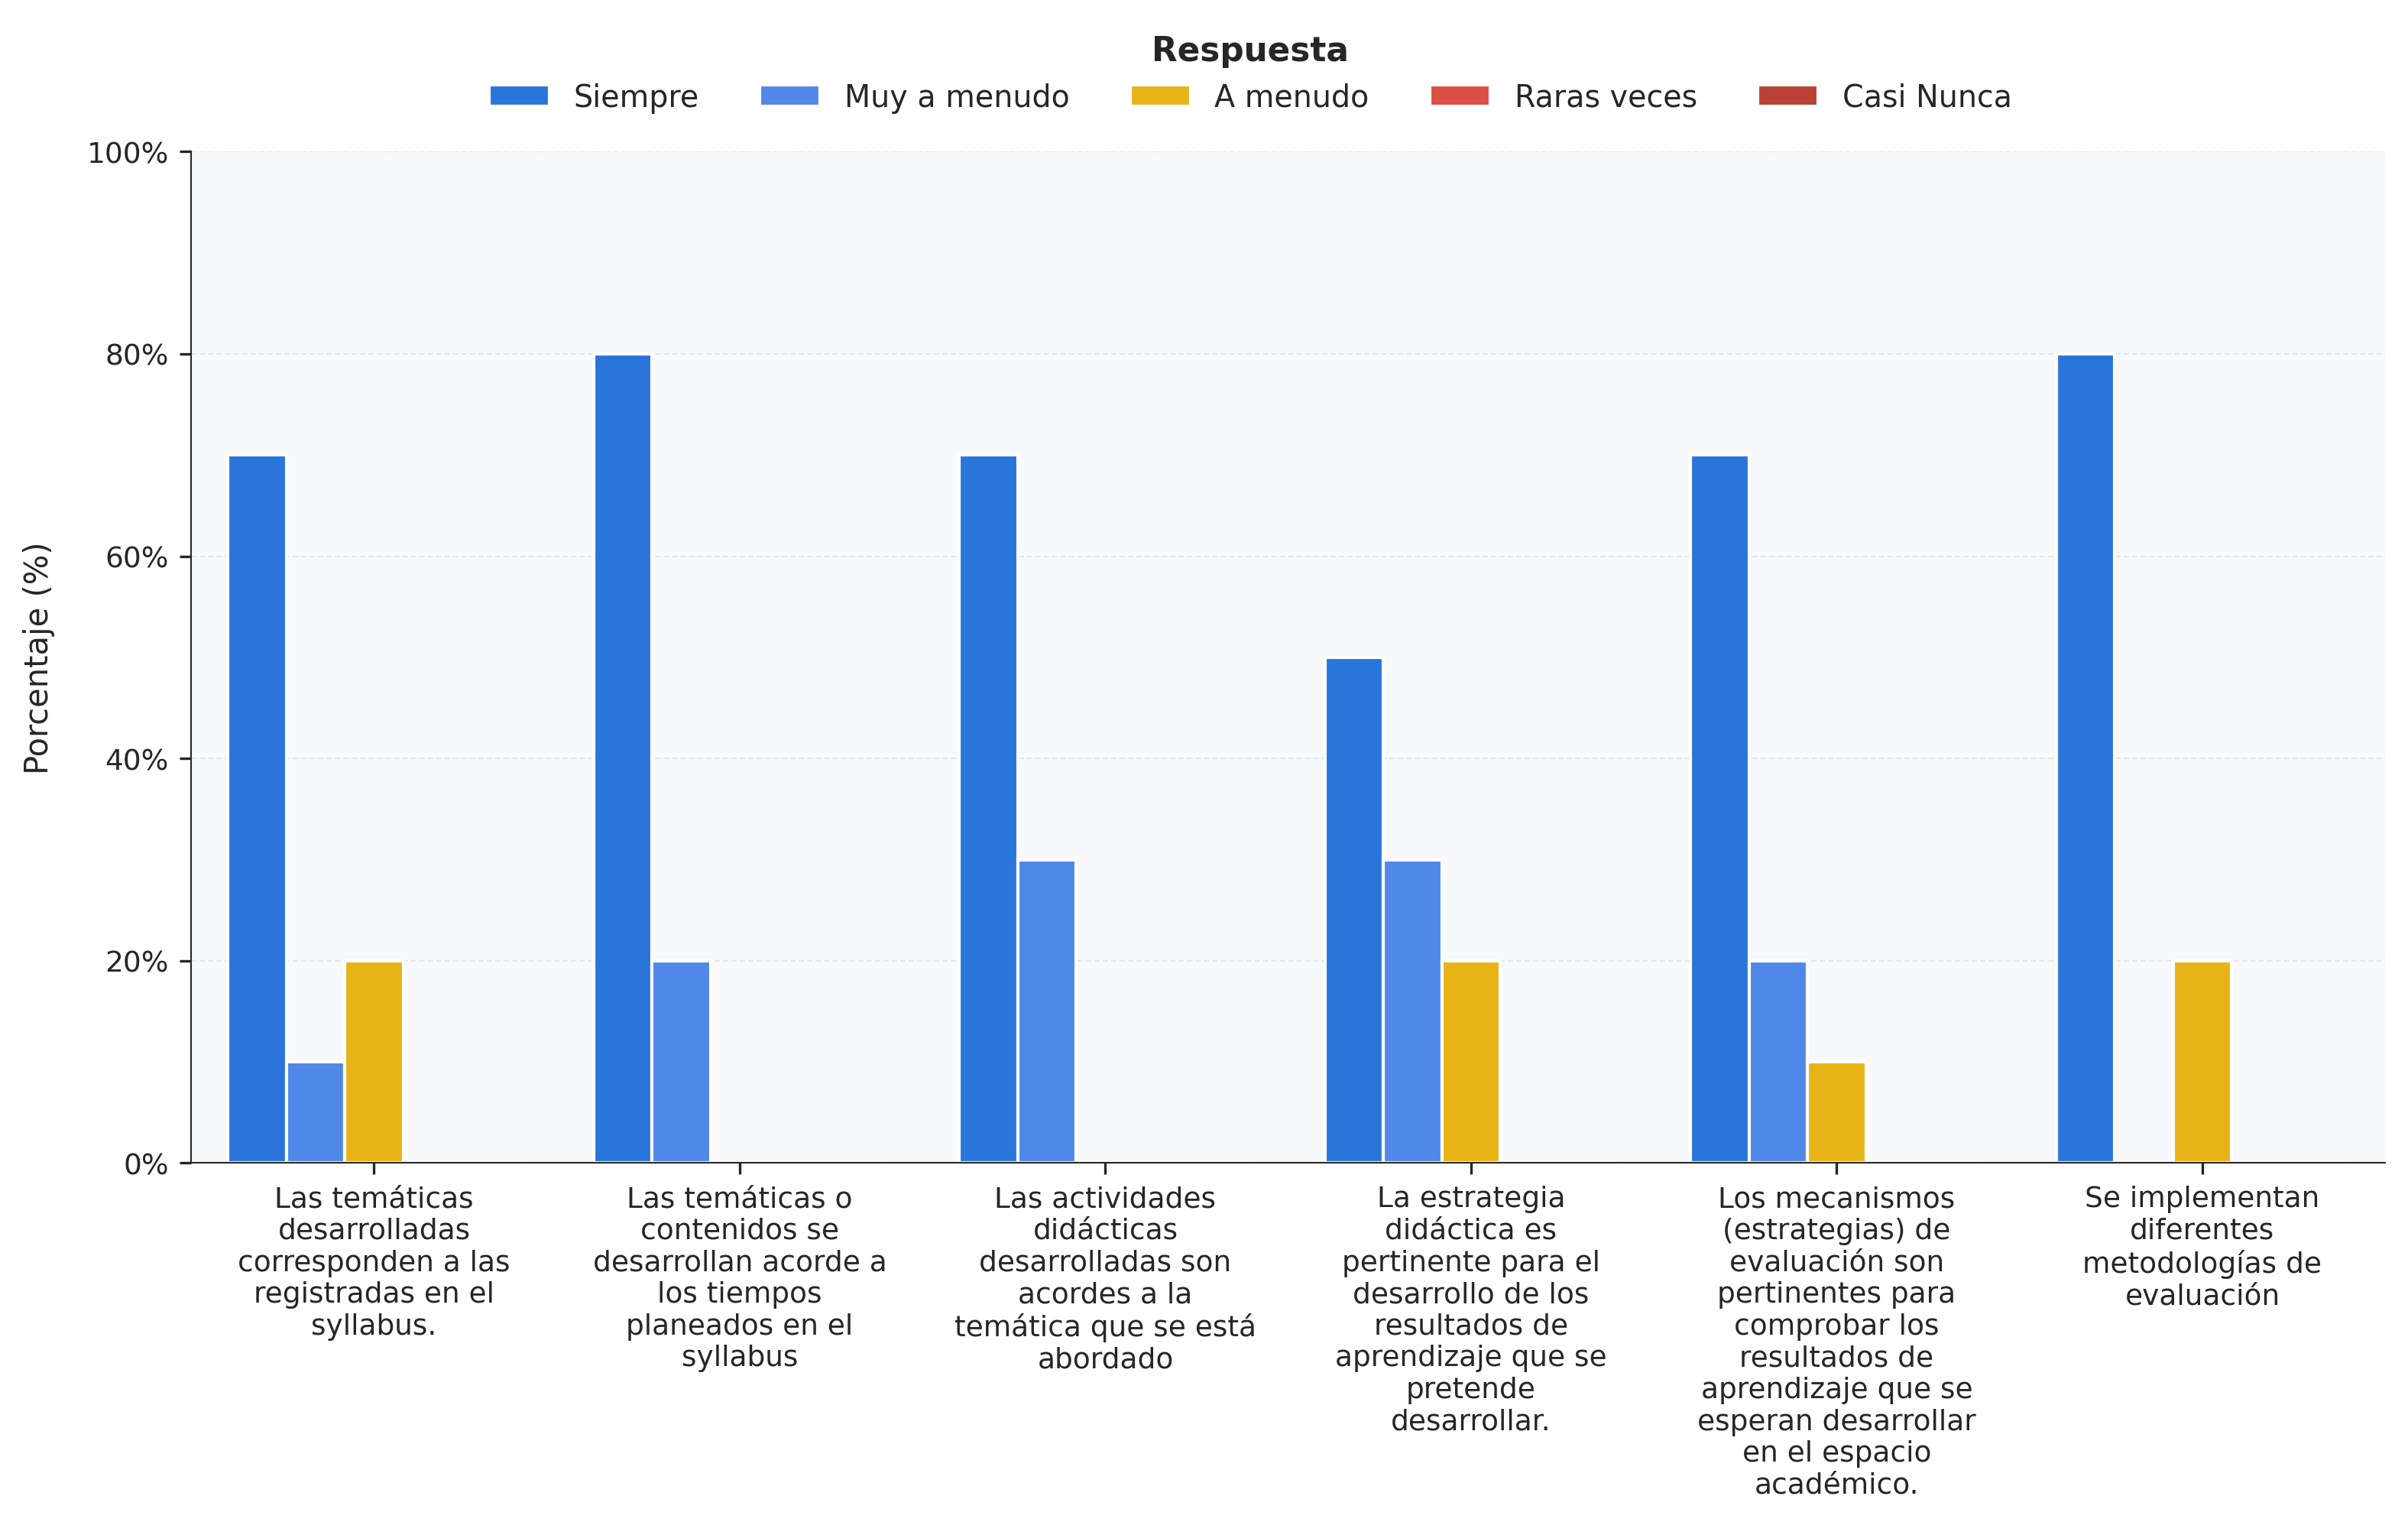 Respuesta
Siempre Muy a menudo A menudo Raras veces Casi Nunca
Porcentaje (%)
100%
80%
60%
40%
20%
0%
Las temáticas
desarrolladas
corresponden a las
registradas en el
syllabus.
Las temáticas o
contenidos se
desarrollan acorde a
los tiempos
planeados en el
syllabus
Las actividades
didácticas
desarrolladas son
acordes a la
temática que se está
abordado
La estrategia
didáctica es
pertinente para el
desarrollo de los
resultados de
aprendizaje que se
pretende
desarrollar.
Los mecanismos
(estrategias) de
evaluación son
pertinentes para
comprobar los
resultados de
aprendizaje que se
esperan desarrollar
en el espacio
académico.
Se implementan
diferentes
metodologías de
evaluación